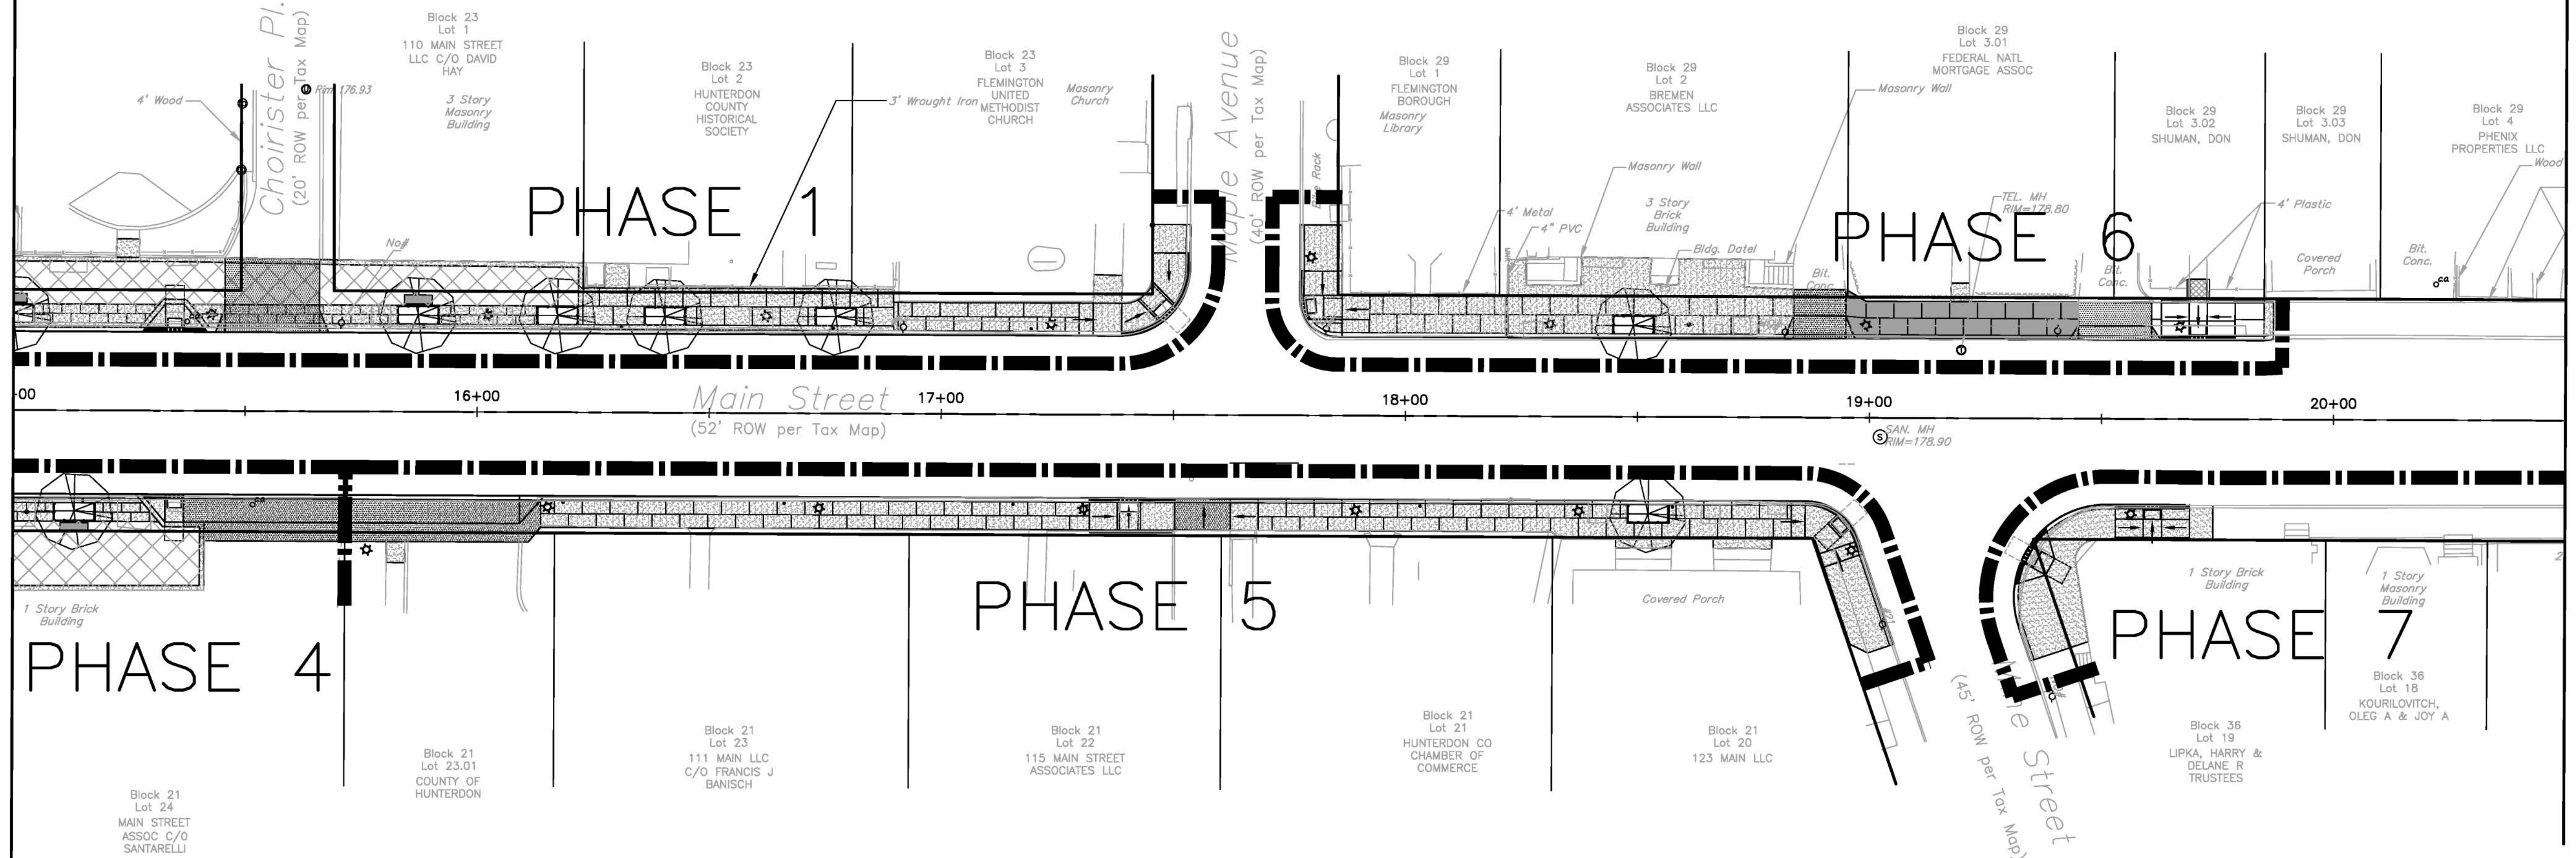 Choirister Pl.
(20' ROW per Tax Map)
4' Wood
Rim 176.93
Block 23
Lot 1
110 MAIN STREET
LLC C/O DAVID
HAY
3 Story
Masonry
Building
Block 23
Lot 2
HUNTERDON
COUNTY
HISTORICAL
SOCIETY
3' Wrought Iron
Block 23
Lot 3
FLEMINGTON
UNITED
METHODIST
CHURCH
Masonry
Church
PHASE 1
Maple Avenue
(40' ROW per Tax Map)
Bike Rack
Block 29
Lot 1
FLEMINGTON
BOROUGH
Masonry
Library
4' Metal
4" PVC
Block 29
Lot 2
BREMEN
ASSOCIATES LLC
Masonry Wall
3 Story
Brick
Building
Bldg. Datel
Block 29
Lot 3.01
FEDERAL NATL
MORTGAGE ASSOC
Masonry Wall
TEL. MH
RIM=178.80
PHASE 6
Bit.
Conc.
Bit.
Conc.
Block 29
Lot 3.02
SHUMAN, DON
Block 29
Lot 3.03
SHUMAN, DON
4' Plastic
Covered
Porch
Block 29
Lot 4
PHENIX
PROPERTIES LLC
Wood
Bit.
Conc.
ca
00
16+00
17+00
18+00
19+00
20+00
Main Street
(52' ROW per Tax Map)
S
SAN. MH
RIM=178.90
ca
1 Story Brick
Building
PHASE 4
PHASE 5
Covered Porch
PHASE 7
1 Story Brick
Building
1 Story
Masonry
Building
2
Block 21
Lot 24
MAIN STREET
ASSOC C/O
SANTARELLI
Block 21
Lot 23.01
COUNTY OF
HUNTERDON
Block 21
Lot 23
111 MAIN LLC
C/O FRANCIS J
BANISCH
Block 21
Lot 22
115 MAIN STREET
ASSOCIATES LLC
Block 21
Lot 21
HUNTERDON CO
CHAMBER OF
COMMERCE
Block 21
Lot 20
123 MAIN LLC
Street
(45' ROW per Tax Map)
Block 36
Lot 19
LIPKA, HARRY &
DELANE R
TRUSTEES
Block 36
Lot 18
KOURILOVITCH,
OLEG A & JOY A